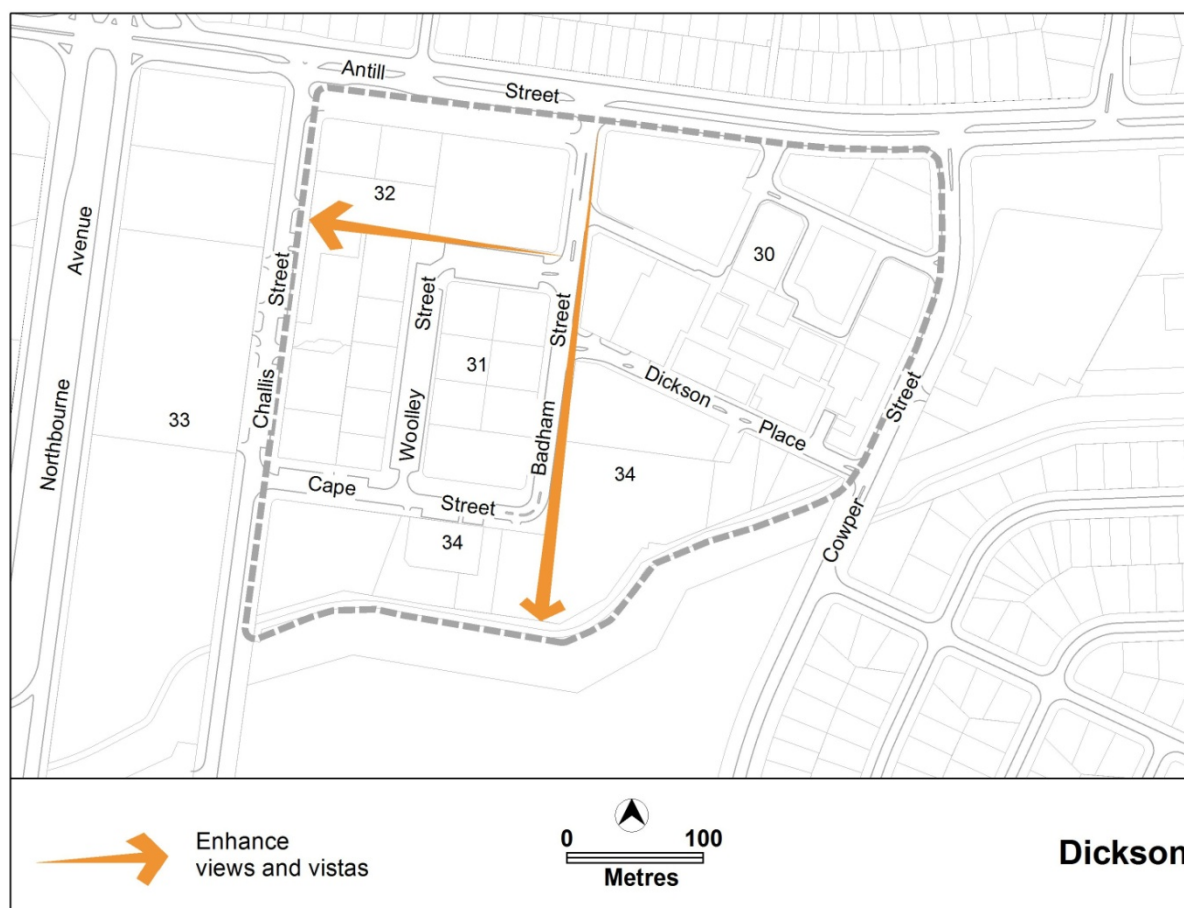 Antill
Street
32
Avenue
Street
Street
Street
30
31
Dickson
Place
Street
33
Challis
Northbourne
Woolley
Badham
34
Cape
Street
34
Cowper
Enhance
views and vistas
0 100
Metres
Dickson